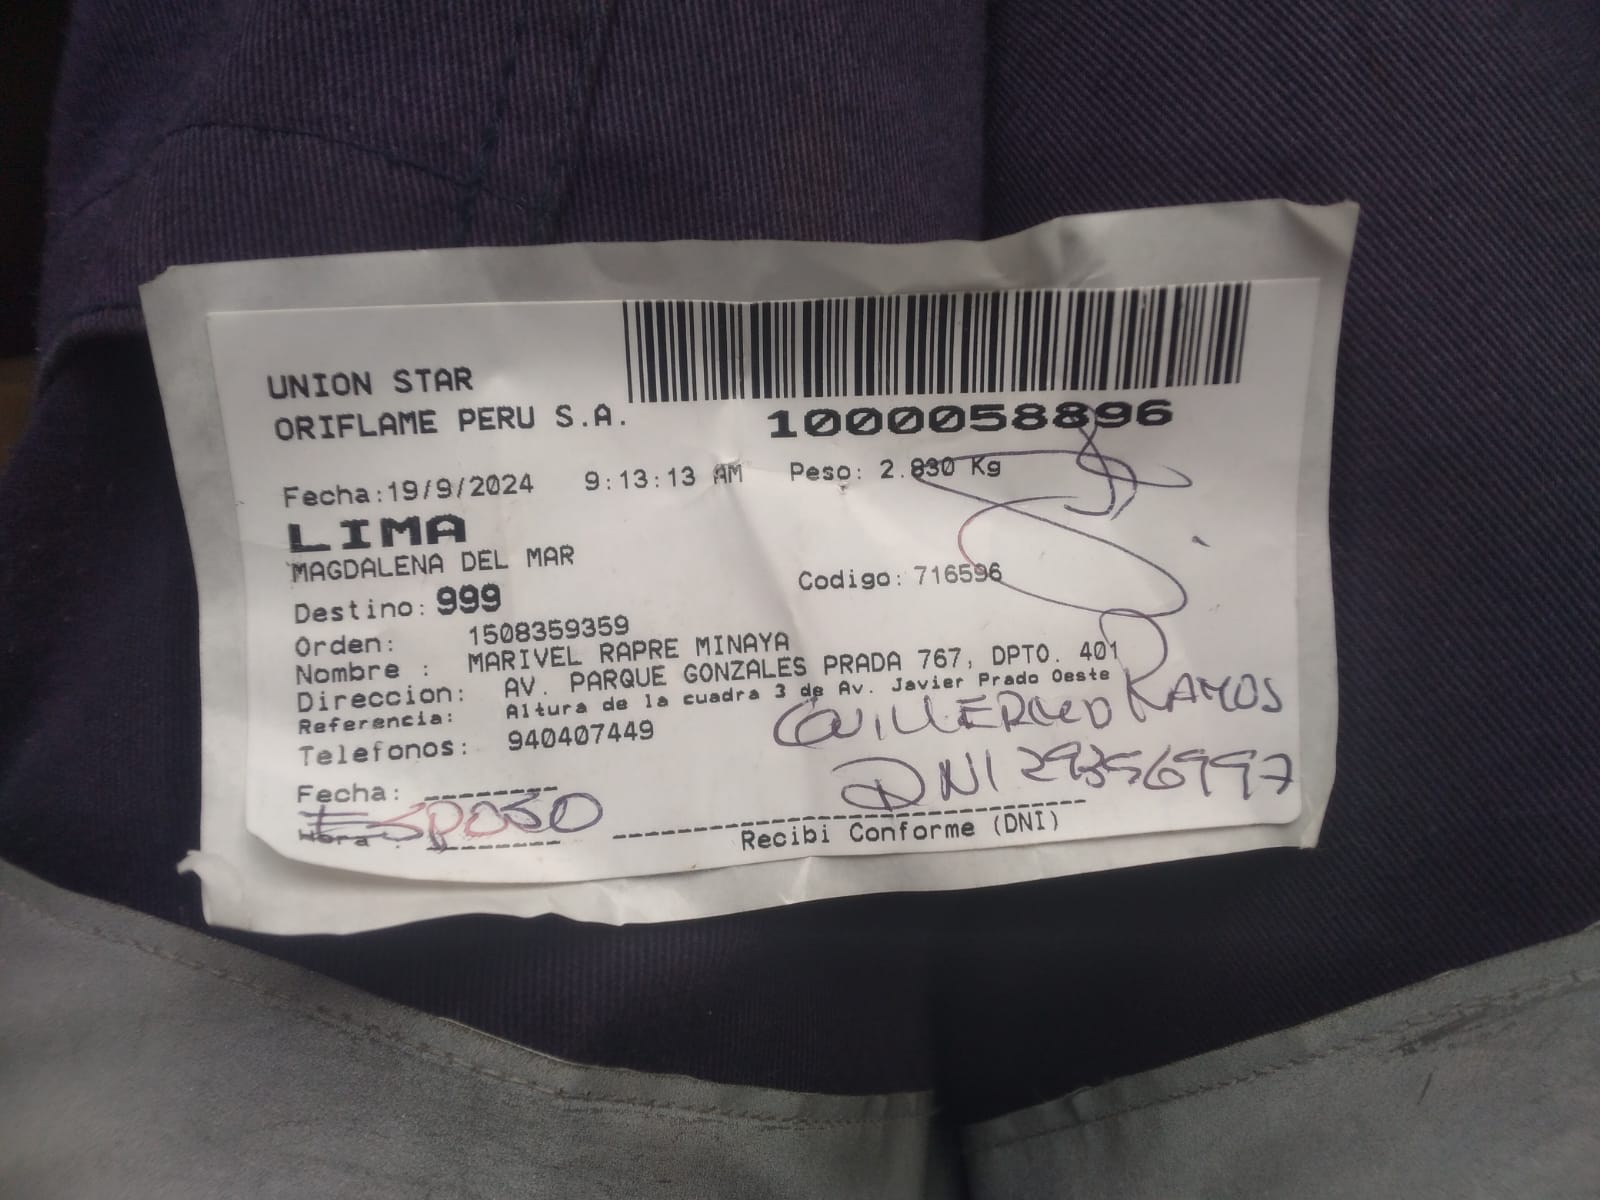 UNION STAR
ORIFLAME PERU S.A.
1000058896
Fecha:19/9/2024 9:13:13 AM Peso: 2.830 Kg
LIMA
MAGDALENA DEL MAR
Codigo: 716596
Destino: 999
Orden: 1508359359
Nombre : MARIVEL RAPRE MINAYA
Direccion: AV. PARQUE GONZALES PRADA 767, DPTO. 401
Referencia: Altura de la cuadra 3 de Av. Javier Prado Oeste
Telefonos: 940407449
GUILLERMO RAMOS
DNI 29356997
Fecha:
ESPOSO
Hora :
Recibi Conforme (DNI)